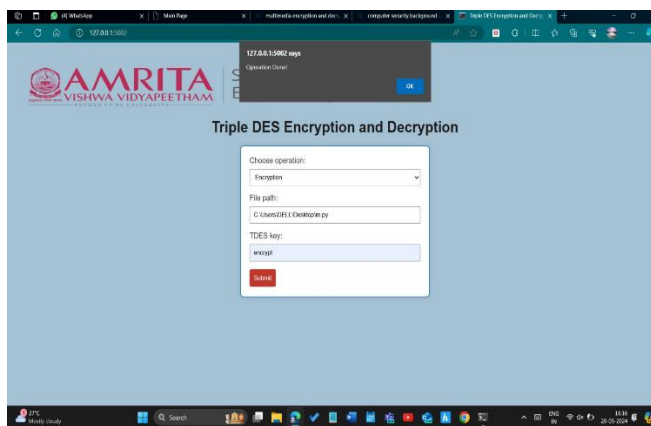 (4) WhatsApp
Main Page
multimedia encryption and decr
computer security background
Triple DES Encryption and Decry
127.0.0.1:5002
127.0.0.1:5002 says
Operation Done!
OK
AMRITA
VISHWA VIDYAPEETHAM
S
E
Triple DES Encryption and Decryption
Choose operation:
Encryption
File path:
C:\Users\DELL\Desktop\n.py
TDES key:
encrypt
Submit
27°C
Mostly cloudy
Search
ENG
IN
16:16
20-05-2024